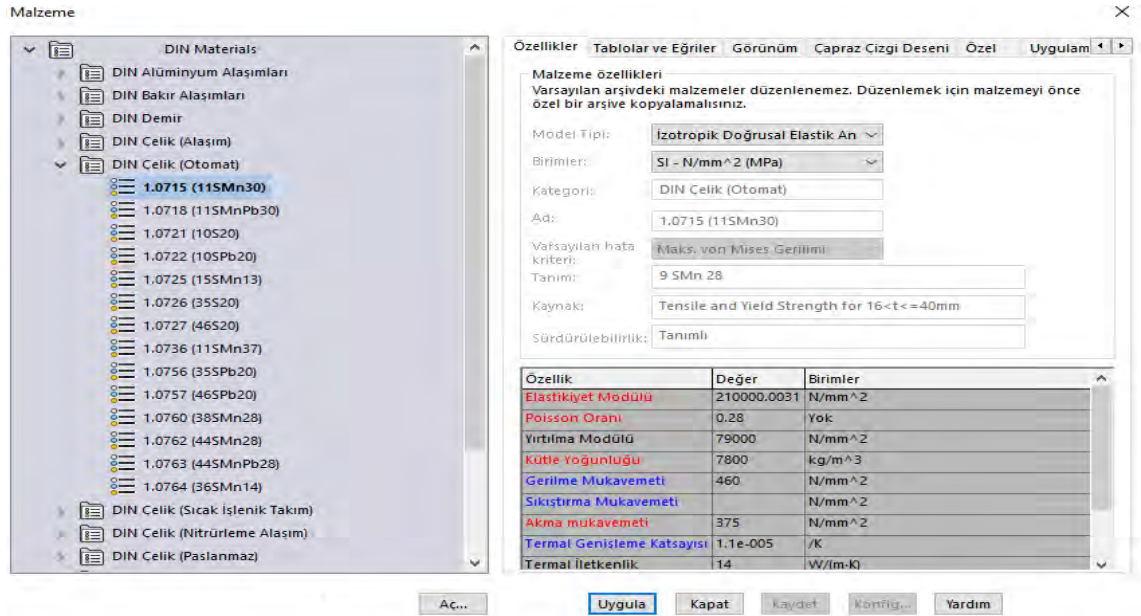 Malzeme
DIN Materials
DIN Alüminyum Alaşımları
DIN Bakır Alaşımları
DIN Demir
DIN Çelik (Alaşım)
DIN Çelik (Otomat)
1.0715 (11SMn30)
1.0718 (11SMnPb30)
1.0721 (10S20)
1.0722 (10SPb20)
1.0725 (15SMn13)
1.0726 (35S20)
1.0727 (46S20)
1.0736 (11SMn37)
1.0756 (35SPb20)
1.0757 (46SPb20)
1.0760 (38SMn28)
1.0762 (44SMn28)
1.0763 (44SMnPb28)
1.0764 (36SMn14)
DIN Çelik (Sıcak İşlenik Takım)
DIN Çelik (Nitrürleme Alaşım)
DIN Çelik (Paslanmaz)
Özellikler Tablolar ve Eğriler Görünüm Çapraz Çizgi Deseni Özel Uygulam
Malzeme özellikleri
Varsayılan arşivdeki malzemeler düzenlenemez. Düzenlemek için malzemeyi önce
özel bir arşive kopyalamalısınız.
Model Tipi: İzotropik Doğrusal Elastik An
Birimler: SI - N/mm^2 (MPa)
Kategori: DIN Çelik (Otomat)
Ad: 1.0715 (11SMn30)
Varsayılan hata
kriteri: Maks. von Mises Gerilimi
Tanım: 9 SMn 28
Kaynak: Tensile and Yield Strength for 16<t<=40mm
Sürdürülebilirlik: Tanımlı
Özellik Değer Birimler
Elastikiyet Modülü 210000.0031 N/mm^2
Poisson Oranı 0.28 Yok
Yırtılma Modülü 79000 N/mm^2
Kütle Yoğunluğu 7800 kg/m^3
Gerilme Mukavemeti 460 N/mm^2
Sıkıştırma Mukavemeti N/mm^2
Akma mukavemeti 375 N/mm^2
Termal Genişleme Katsayısı 1.1e-005 /K
Termal İletkenlik 14 W/(m·K)
Aç... Uygula Kapat Kaydet Konfig... Yardım